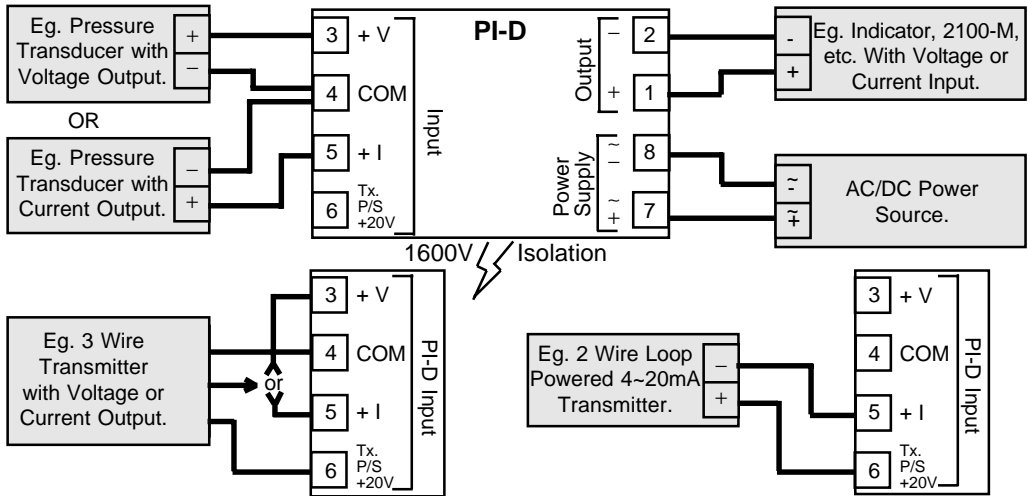 Eg. Pressure
Transducer with
Voltage Output.
+
−
OR
Eg. Pressure
Transducer with
Current Output.
−
+
3 + V
4 COM
5 + I
6 Tx.
P/S
+20V
Input
PI-D
Output
− 2
+ 1
Power
Supply
~
− 8
~
+ 7
-
+
Eg. Indicator, 2100-M,
etc. With Voltage or
Current Input.
~
-
~
+
AC/DC Power
Source.
1600V Isolation
Eg. 3 Wire
Transmitter
with Voltage or
Current Output.
or
3 + V
4 COM
5 + I
6 Tx.
P/S
+20V
PI-D Input
Eg. 2 Wire Loop
Powered 4~20mA
Transmitter.
−
+
3 + V
4 COM
5 + I
6 Tx.
P/S
+20V
PI-D Input